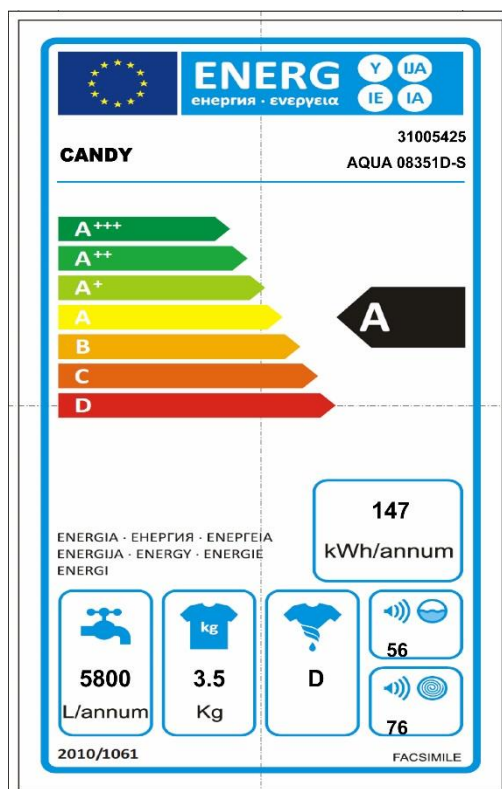 ENERG
енергия · ενεργεια
Y
IJA
IE
IA
31005425
CANDY
AQUA 08351D-S
A+++
A++
A+
A
B
C
D
A
147
kWh/annum
ENERGIA · ЕНЕРГИЯ · ΕΝΕΡΓΕΙΑ
ENERGIJA · ENERGY · ENERGIE
ENERGI
kg
5800
L/annum
3.5
Kg
D
56
76
2010/1061
FACSIMILE